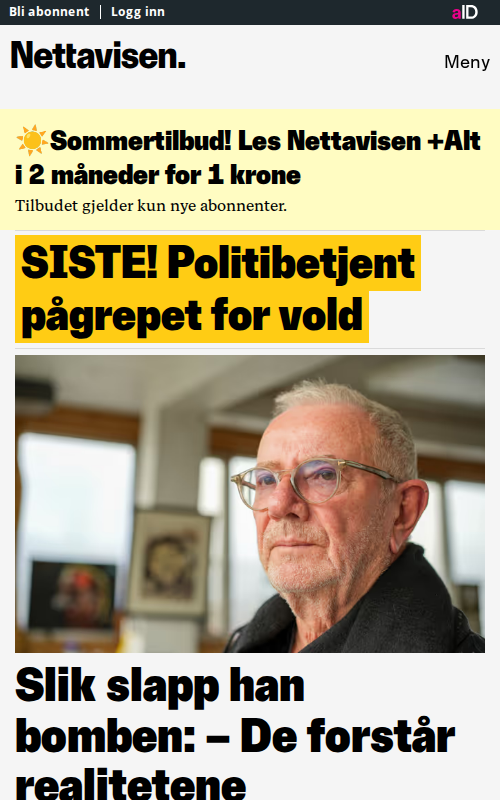 Bli abonnent | Logg inn
aID
Nettavisen.
Meny
☀️Sommertilbud! Les Nettavisen +Alt
i 2 måneder for 1 krone
Tilbudet gjelder kun nye abonnenter.
SISTE! Politibetjent
pågrepet for vold
Slik slapp han
bomben: – De forstår
realitetene